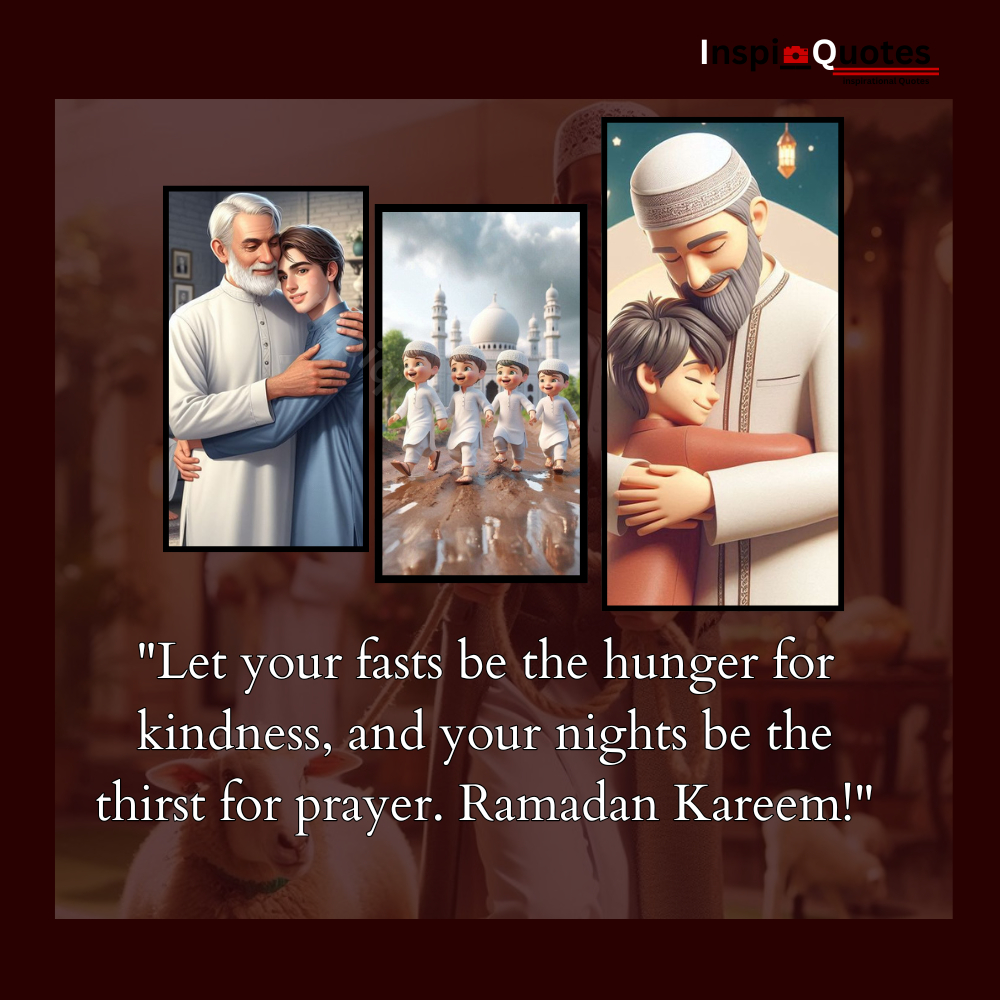 InspiQuotes
"Let your fasts be the hunger for
kindness, and your nights be the
thirst for prayer. Ramadan Kareem!"